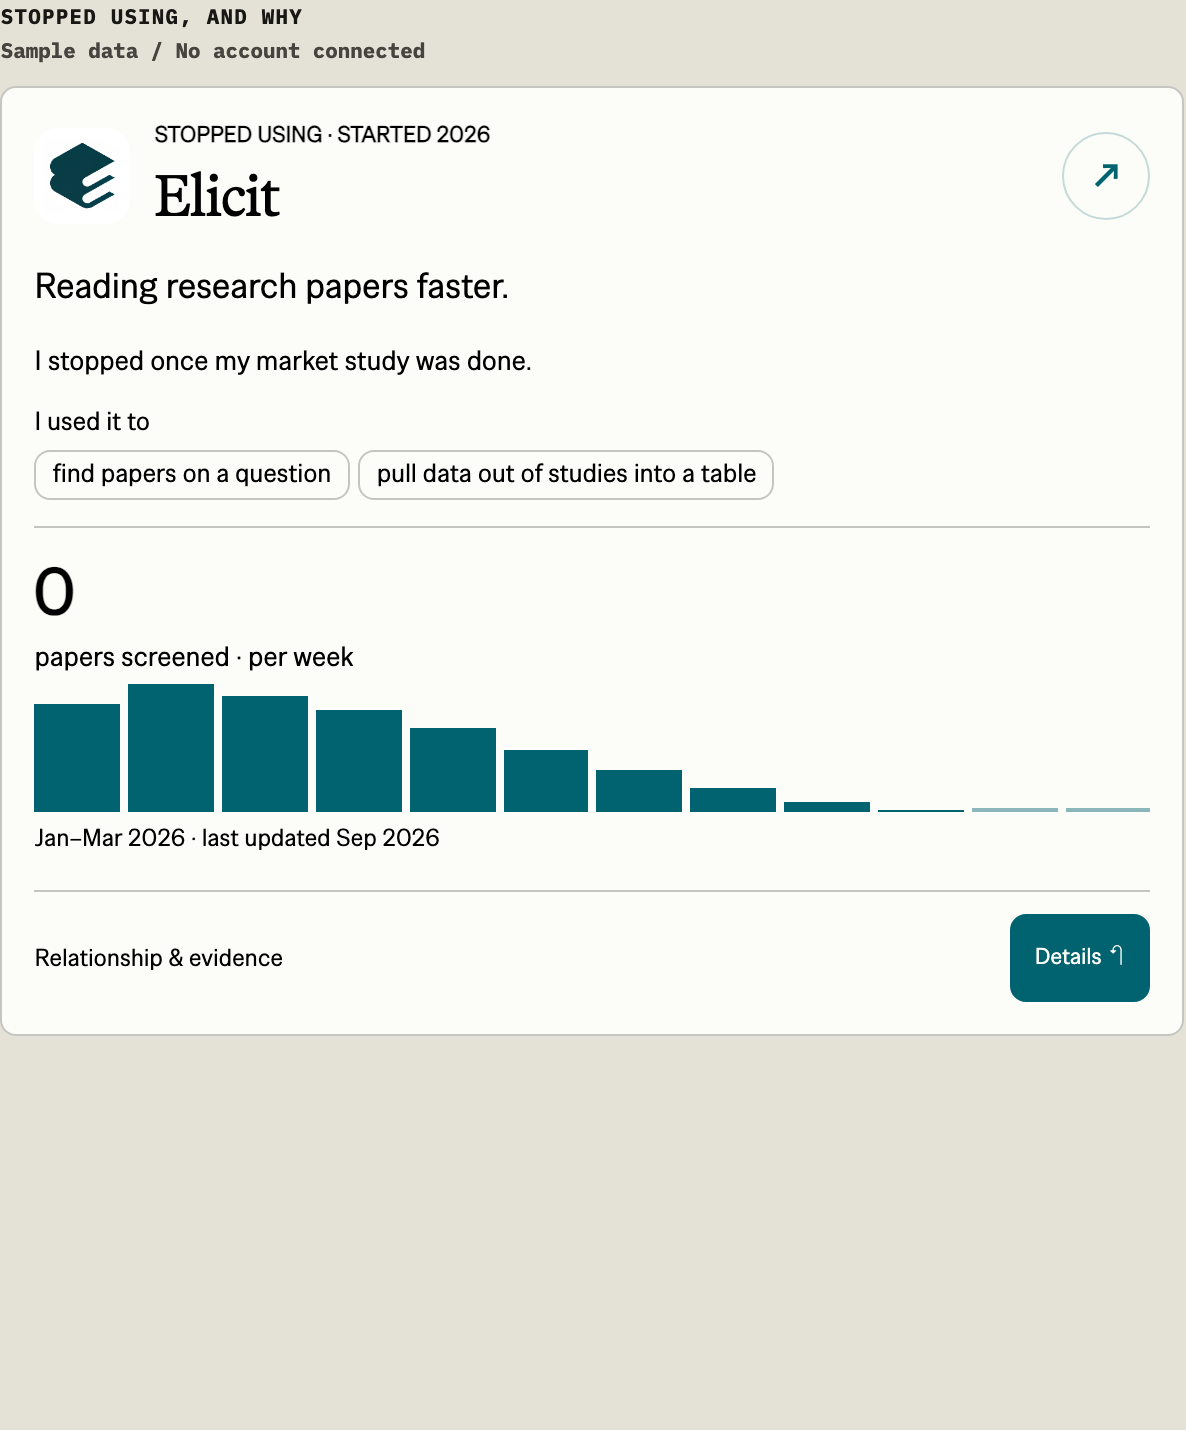 STOPPED USING, AND WHY
Sample data / No account connected
STOPPED USING · STARTED 2026
Elicit
Reading research papers faster.
I stopped once my market study was done.
I used it to
find papers on a question
pull data out of studies into a table
0
papers screened · per week
Jan–Mar 2026 · last updated Sep 2026
Relationship & evidence
Details